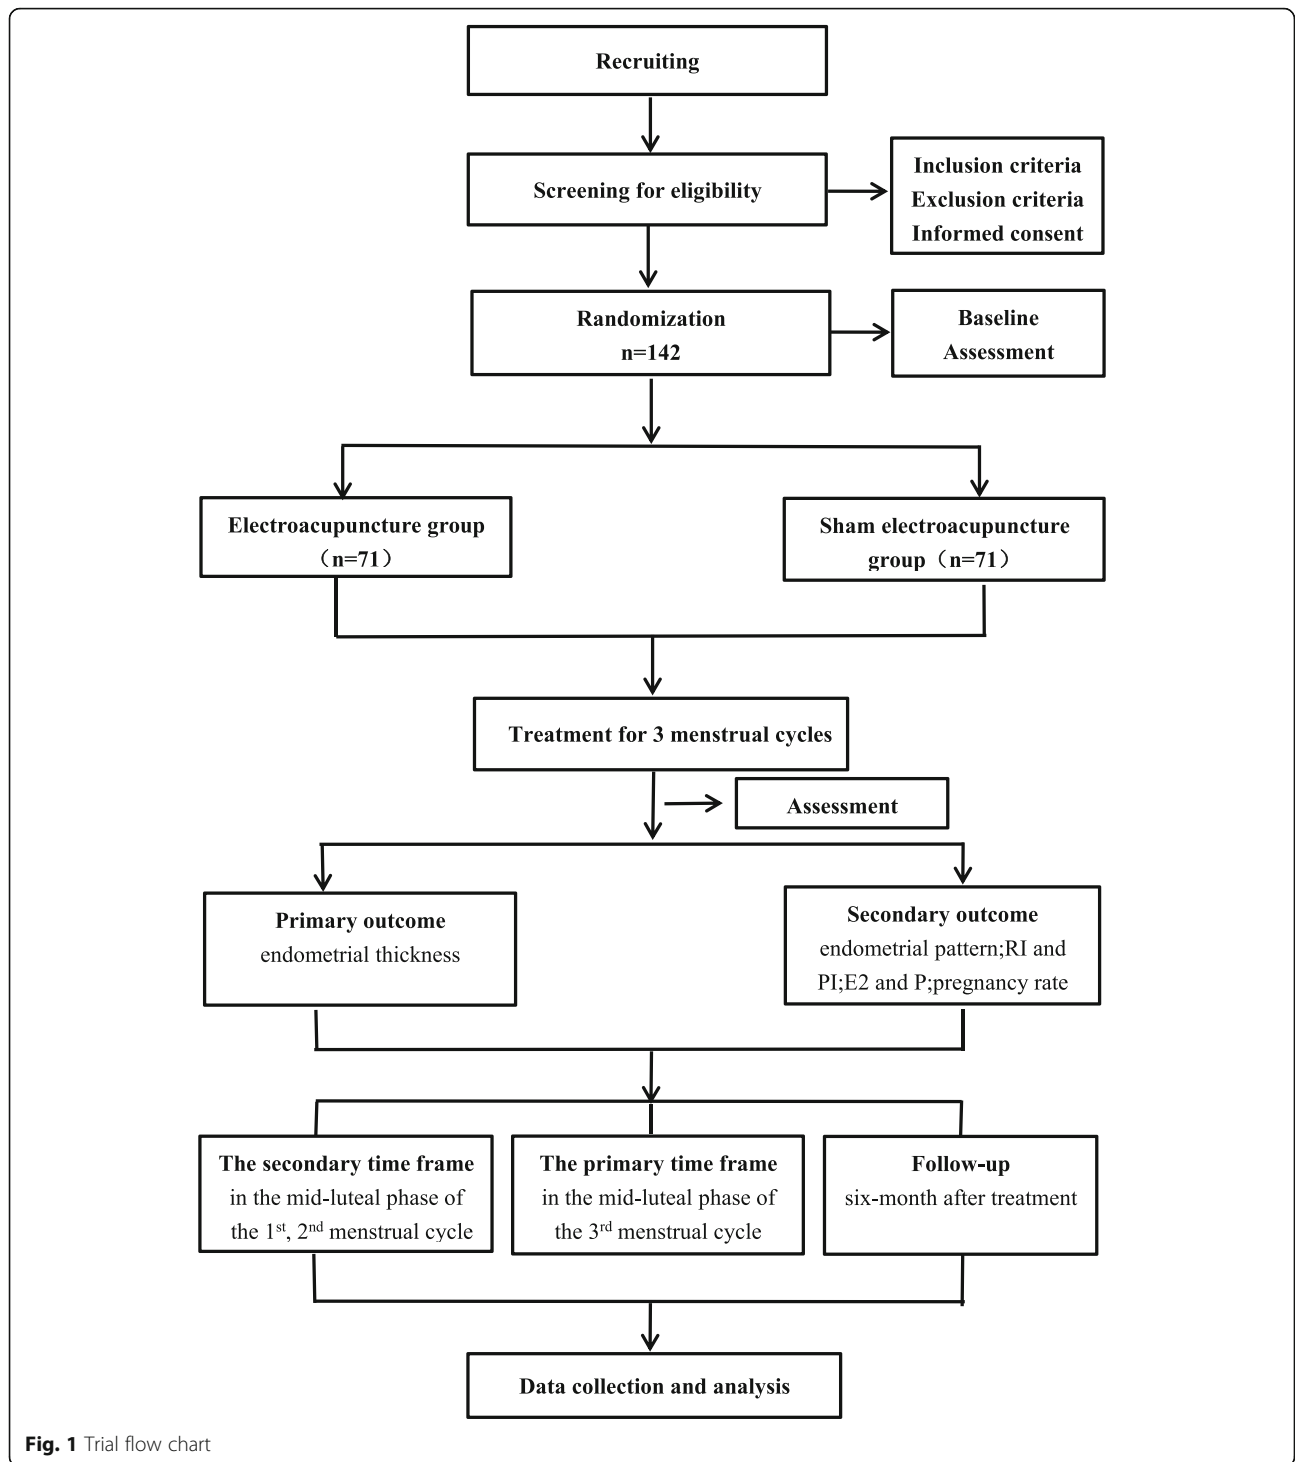 Recruiting
Screening for eligibility
Inclusion criteria
Exclusion criteria
Informed consent
Randomization
n=142
Baseline
Assessment
Electroacupuncture group
（n=71）
Sham electroacupuncture
group（n=71）
Treatment for 3 menstrual cycles
Assessment
Primary outcome
endometrial thickness
Secondary outcome
endometrial pattern;RI and
PI;E2 and P;pregnancy rate
The secondary time frame
in the mid-luteal phase of
the 1st, 2nd menstrual cycle
The primary time frame
in the mid-luteal phase of
the 3rd menstrual cycle
Follow-up
six-month after treatment
Data collection and analysis
Fig. 1 Trial flow chart